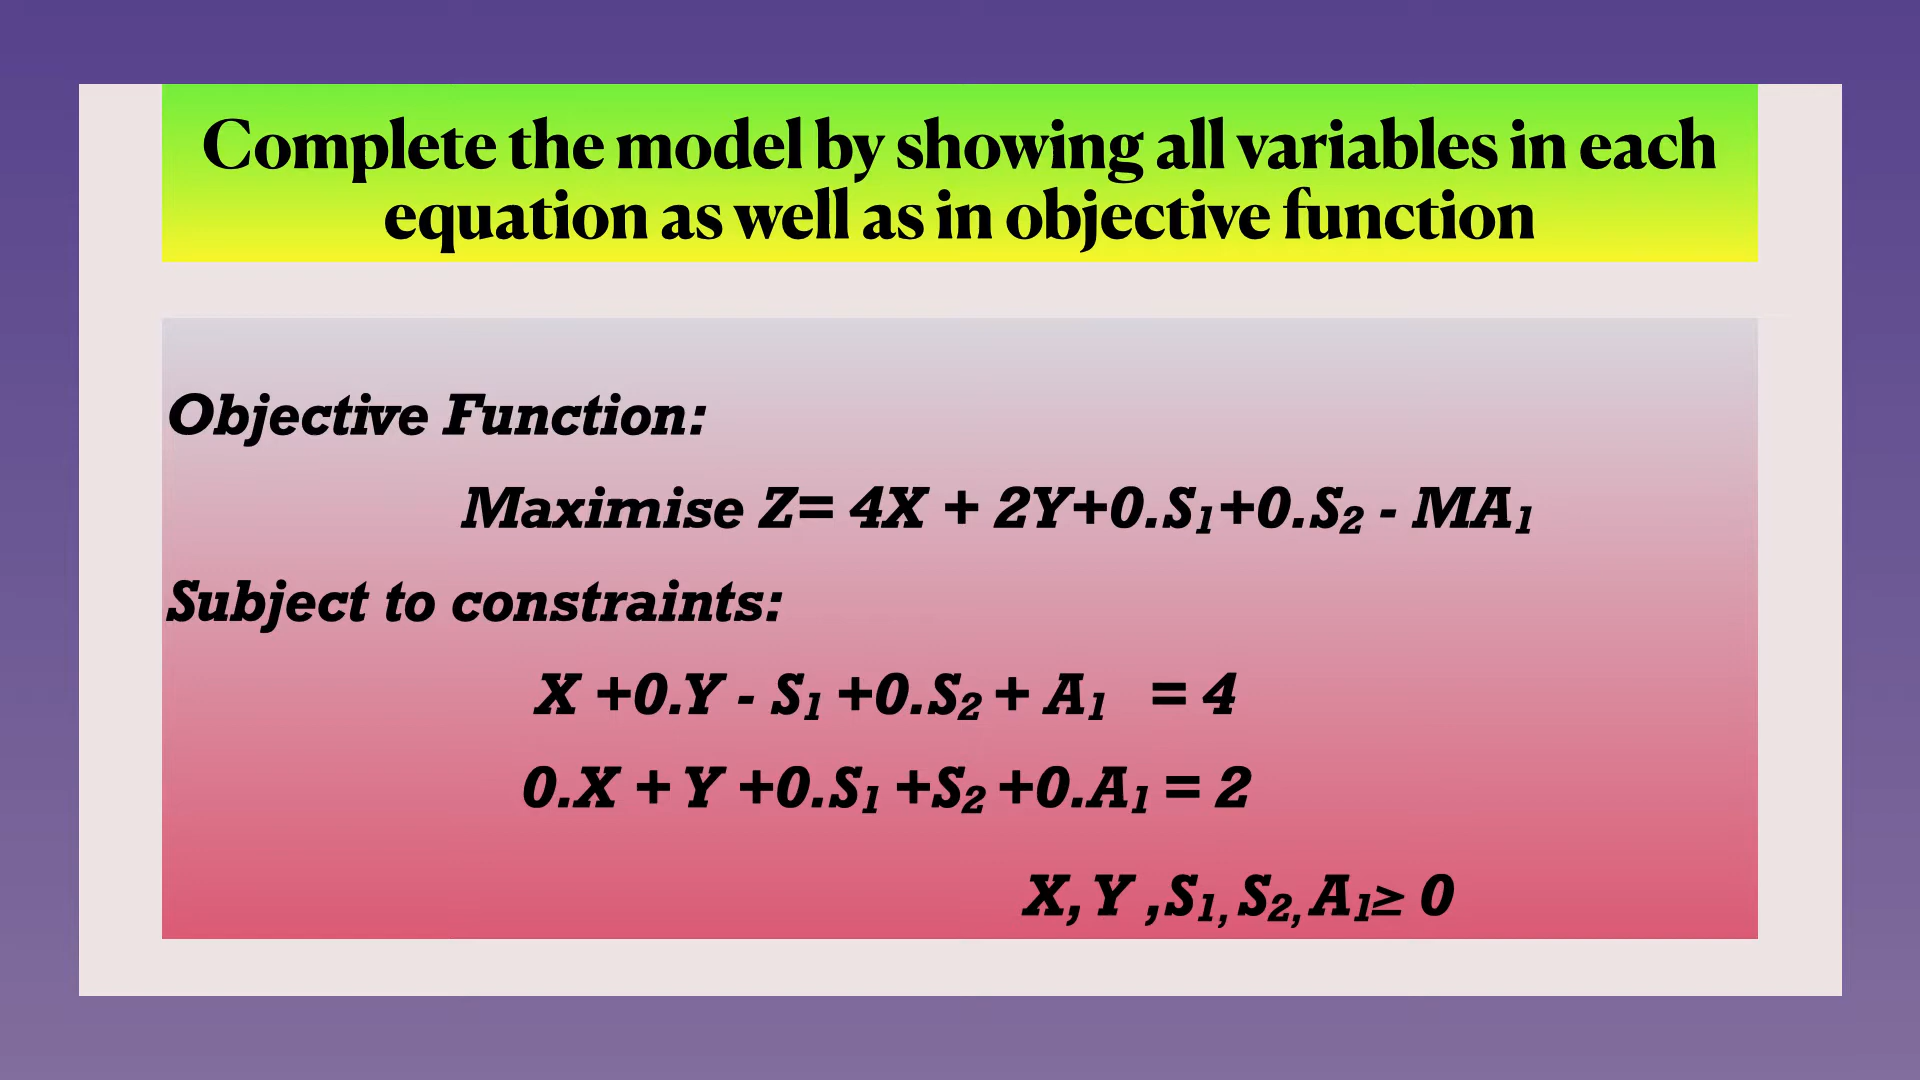 Complete the model by showing all variables in each
equation as well as in objective function
Objective Function:
Maximise Z= 4X + 2Y+0.S₁+0.S₂ - MA₁
Subject to constraints:
X +0.Y - S₁ +0.S₂ + A₁ = 4
0.X + Y +0.S₁ +S₂ +0.A₁ = 2
X, Y ,S₁, S₂, A₁≥ 0